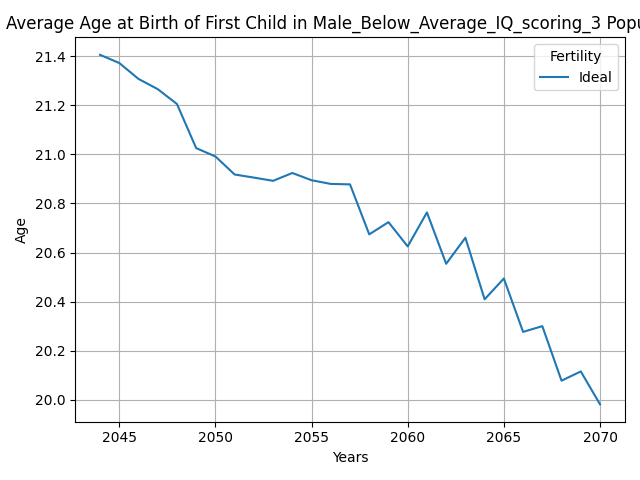 Average Age at Birth of First Child in Male_Below_Average_IQ_scoring_3 Popu
Fertility
Ideal
21.4
21.2
21.0
20.8
20.6
20.4
20.2
20.0
Age
2045 2050 2055 2060 2065 2070
Years